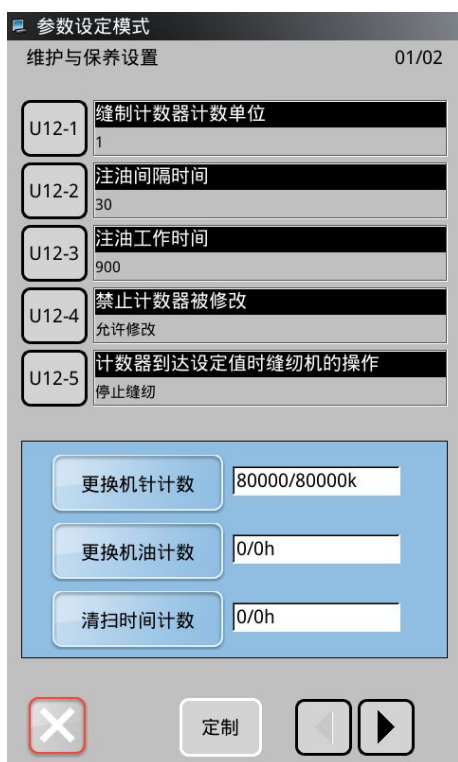 参数设定模式
维护与保养设置 01/02
U12-1 缝制计数器计数单位
1
U12-2 注油间隔时间
30
U12-3 注油工作时间
900
U12-4 禁止计数器被修改
允许修改
U12-5 计数器到达设定值时缝纫机的操作
停止缝纫
更换机针计数 80000/80000k
更换机油计数 0/0h
清扫时间计数 0/0h
定制